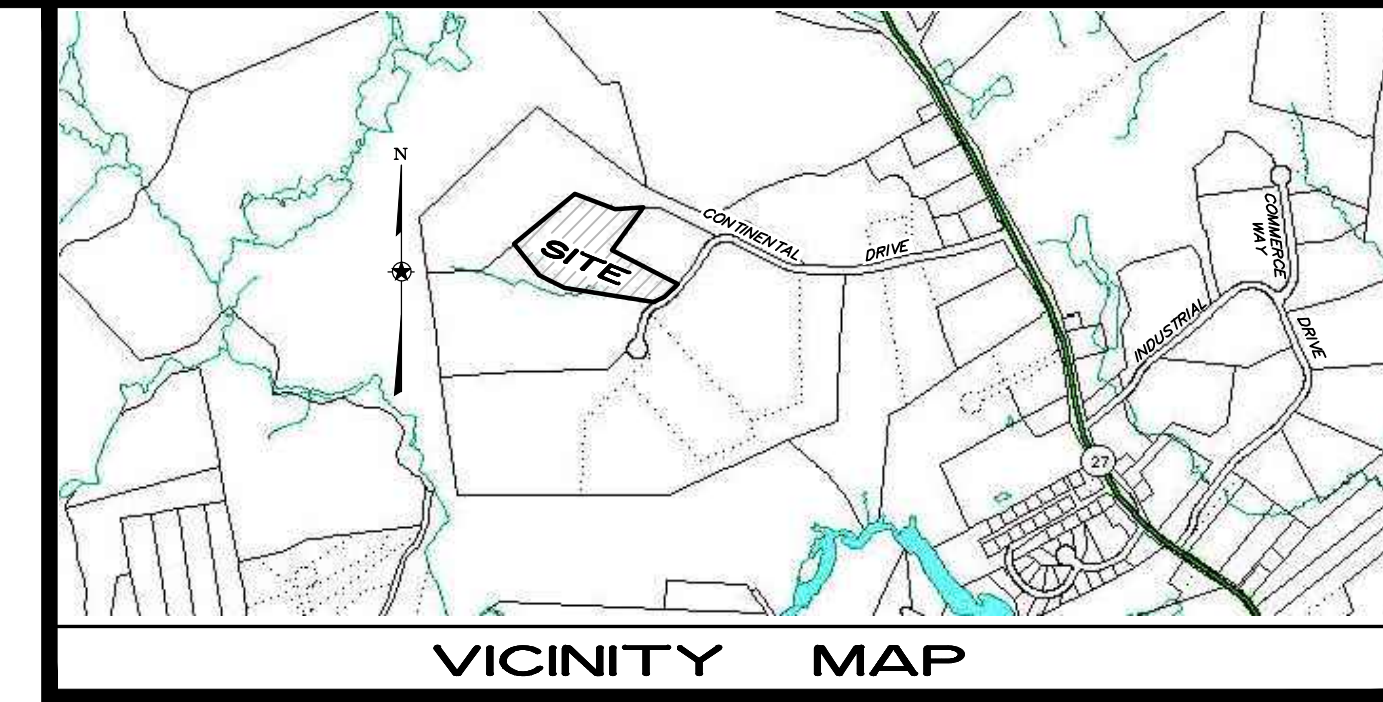 N
CONTINENTAL
DRIVE
SITE
COMMERCE
WAY
INDUSTRIAL
DRIVE
27
VICINITY MAP